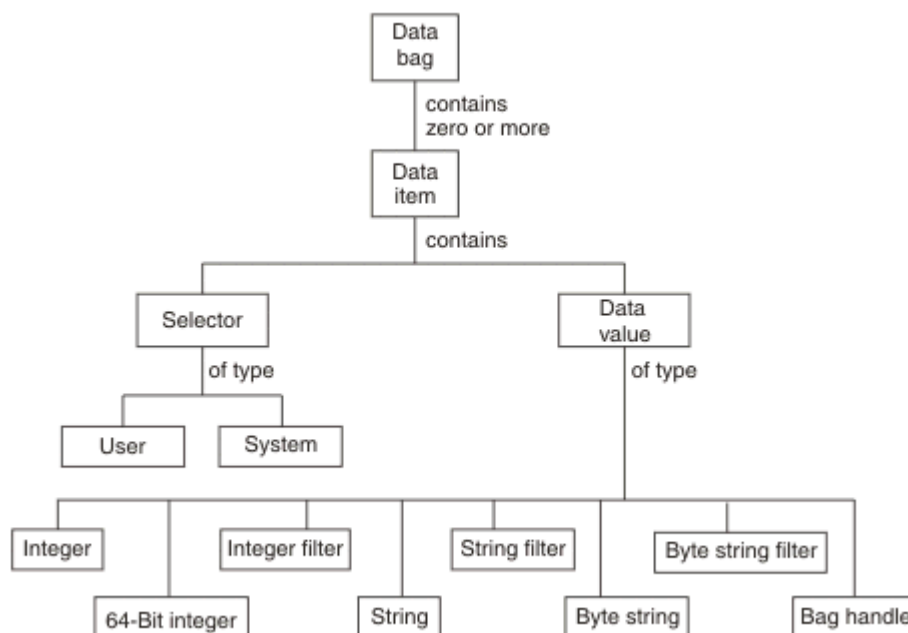 Data
bag
contains
zero or more
Data
item
contains
Selector
Data
value
of type
of type
User
System
Integer
Integer filter
String filter
Byte string filter
64-Bit integer
String
Byte string
Bag handle